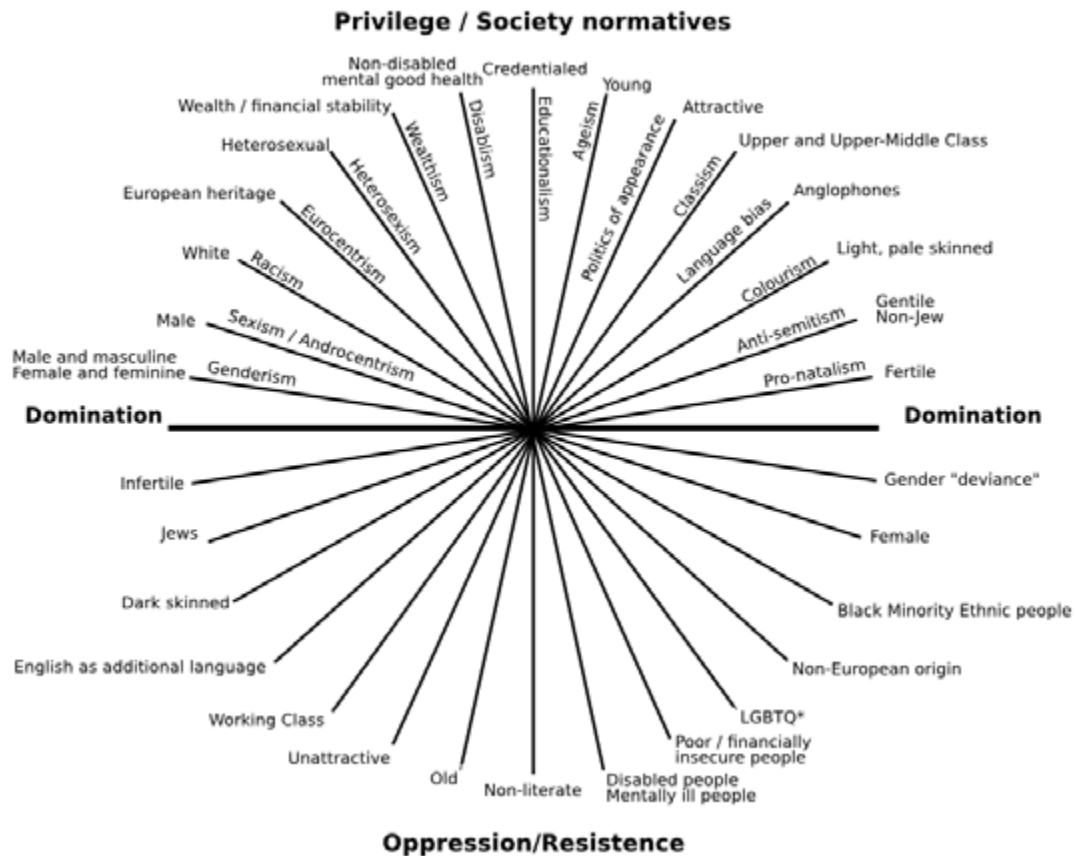 Privilege / Society normatives
Non-disabled
mental good health
Credentialed
Young
Wealth / financial stability
Attractive
Heterosexual
Upper and Upper-Middle Class
European heritage
Anglophones
White
Light, pale skinned
Male
Gentile
Non-Jew
Male and masculine
Female and feminine
Fertile
Genderism
Sexism / Androcentrism
Racism
Eurocentrism
Heterosexism
Wealthism
Disablism
Educationalism
Ageism
Politics of appearance
Classism
Language bias
Colourism
Anti-semitism
Pro-natalism
Domination
Domination
Infertile
Gender "deviance"
Jews
Female
Dark skinned
Black Minority Ethnic people
English as additional language
Non-European origin
Working Class
LGBTQ*
Unattractive
Poor / financially
insecure people
Old
Non-literate
Disabled people
Mentally ill people
Oppression/Resistence